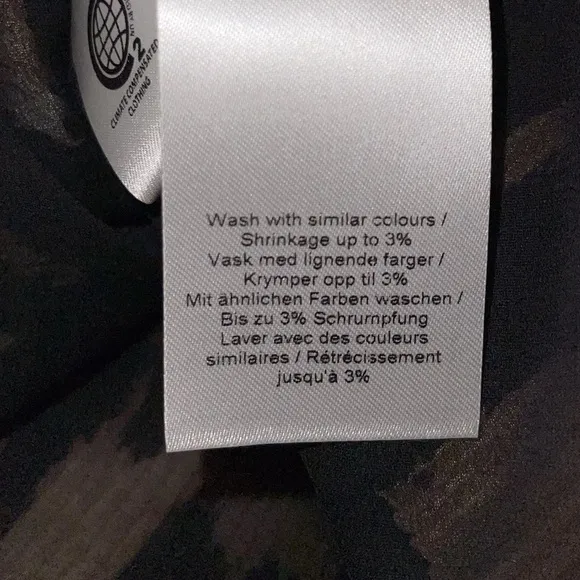 2
CLIMATE COMPENSATED
CLOTHING
Wash with similar colours /
Shrinkage up to 3%
Vask med lignende farger /
Krymper opp til 3%
Mit ähnlichen Farben waschen /
Bis zu 3% Schrumpfung
Laver avec des couleurs
similaires / Rétrécissement
jusqu'à 3%